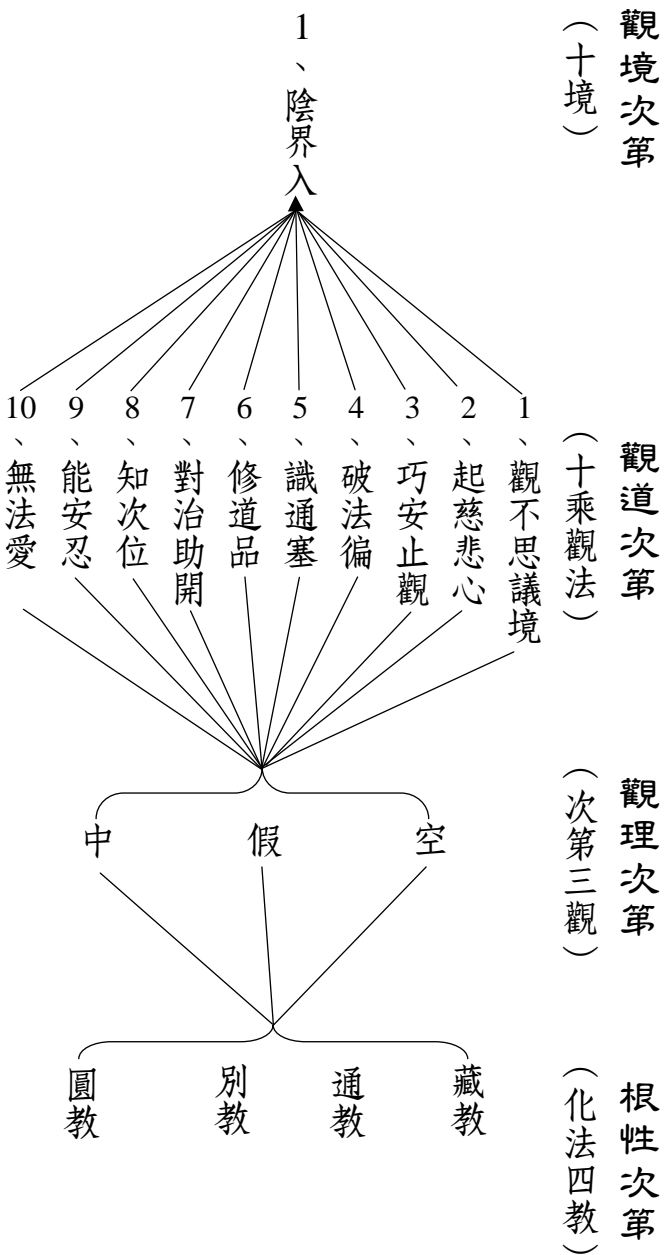 觀境次第
（十境）
1、陰界入
觀道次第
（十乘觀法）
1、觀不思議境
2、起慈悲心
3、巧安止觀
4、破法徧
5、識通塞
6、修道品
7、對治助開
8、知次位
9、能安忍
10、無法愛
觀理次第
（次第三觀）
空
假
中
根性次第
（化法四教）
藏教
通教
別教
圓教